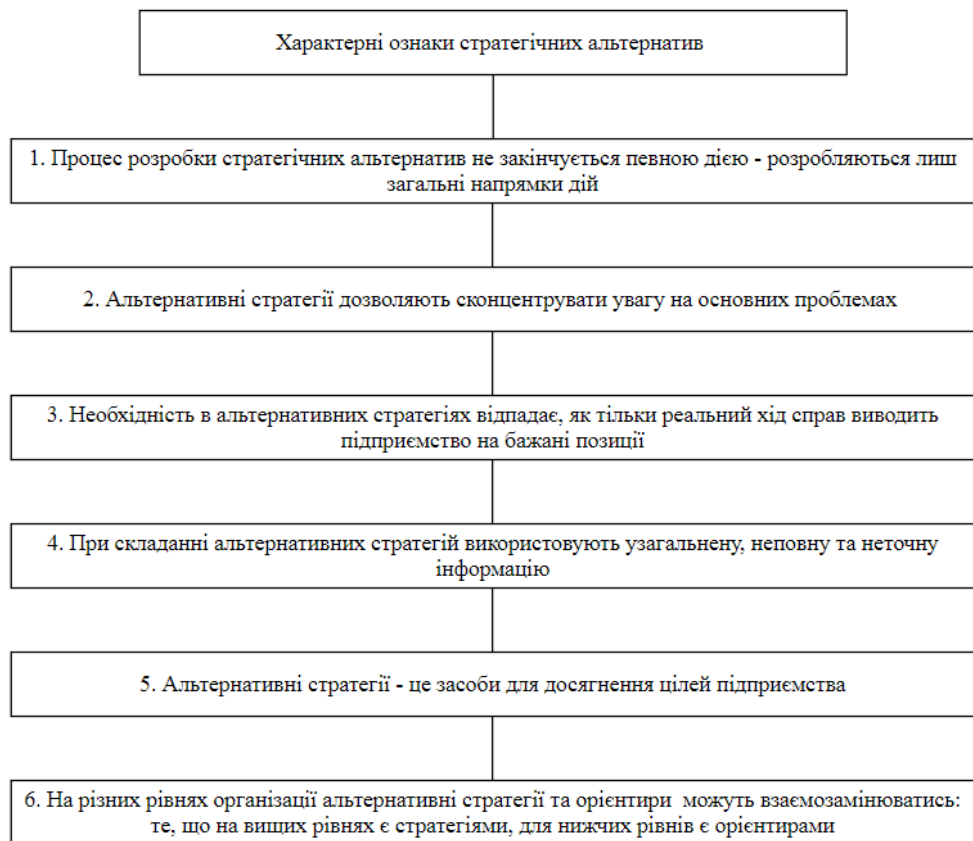 Характерні ознаки стратегічних альтернатив
1. Процес розробки стратегічних альтернатив не закінчується певною дією - розробляються лиш
загальні напрямки дій
2. Альтернативні стратегії дозволяють сконцентрувати увагу на основних проблемах
3. Необхідність в альтернативних стратегіях відпадає, як тільки реальний хід справ виводить
підприємство на бажані позиції
4. При складанні альтернативних стратегій використовують узагальнену, неповну та неточну
інформацію
5. Альтернативні стратегії - це засоби для досягнення цілей підприємства
6. На різних рівнях організації альтернативні стратегії та орієнтири можуть взаємозамінюватись:
те, що на вищих рівнях є стратегіями, для нижчих рівнів є орієнтирами